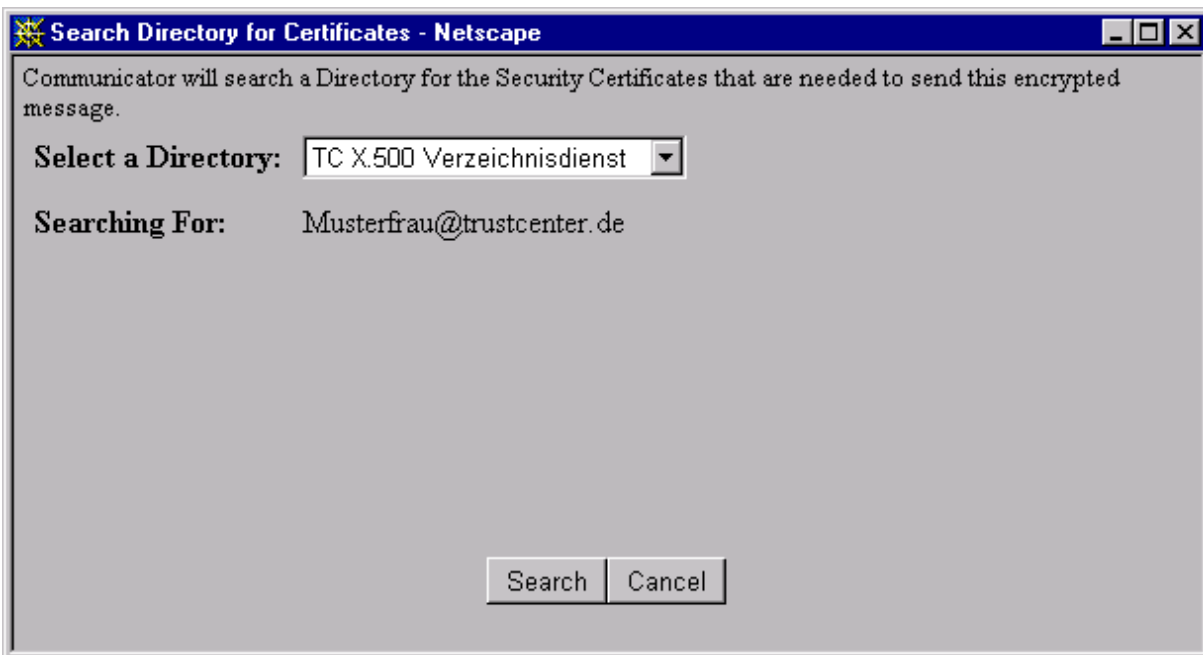 Search Directory for Certificates - Netscape
Communicator will search a Directory for the Security Certificates that are needed to send this encrypted
message.
Select a Directory: TC X.500 Verzeichnisdienst
Searching For: Musterfrau@trustcenter.de
Search Cancel